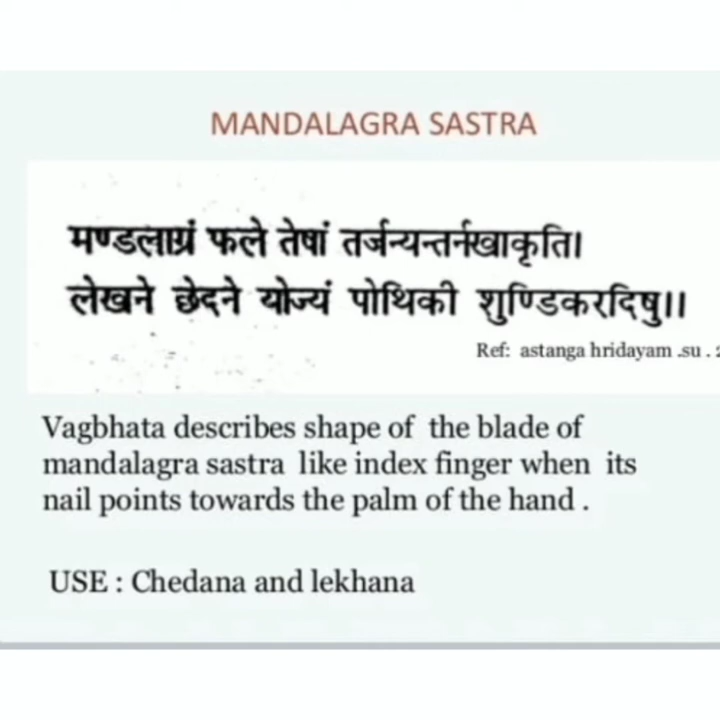 MANDALAGRA SASTRA
मण्डलाग्रं फले तेषां तर्जन्यन्तर्नखाकृति।
लेखने छेदने योज्यं पोथिकी शुण्डिकरदिषु॥
Ref: astanga hridayam .su .
Vagbhata describes shape of the blade of
mandalagra sastra like index finger when its
nail points towards the palm of the hand .
USE : Chedana and lekhana